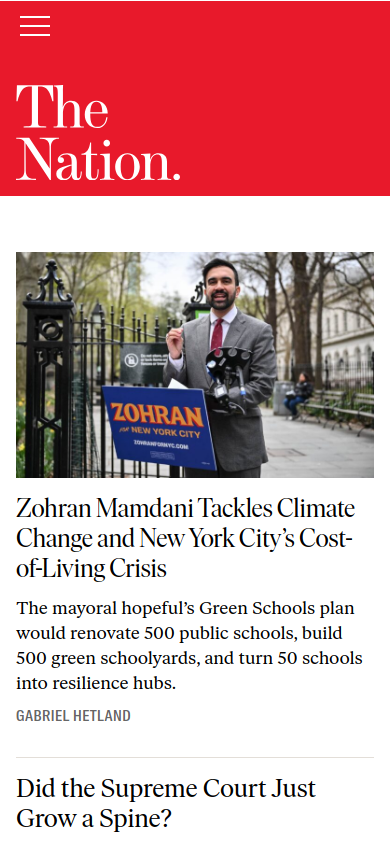 The
Nation.
ZOHRAN
FOR NEW YORK CITY
ZOHRANFORNYC.COM
Zohran Mamdani Tackles Climate
Change and New York City’s Cost-
of-Living Crisis
The mayoral hopeful’s Green Schools plan
would renovate 500 public schools, build
500 green schoolyards, and turn 50 schools
into resilience hubs.
GABRIEL HETLAND
Did the Supreme Court Just
Grow a Spine?